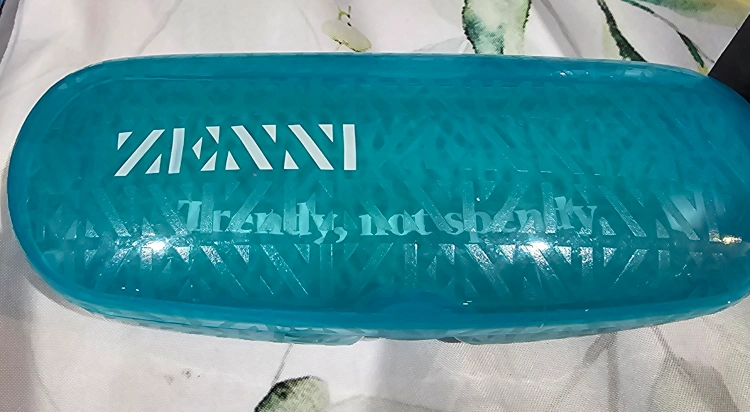 ZENNI
Trendy, not spendy.